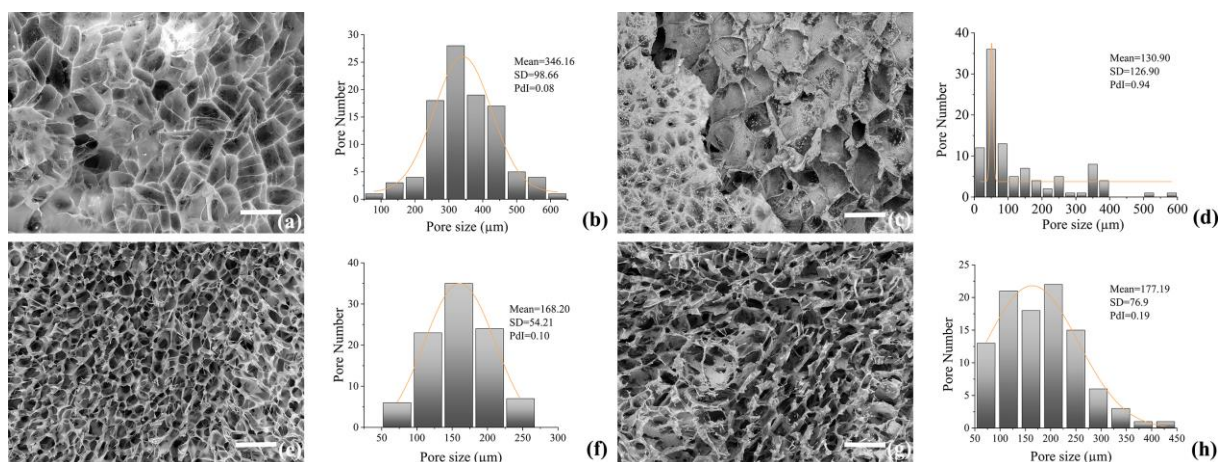 (a)
30
25
20
15
10
5
0
Pore Number
100 200 300 400 500 600
Pore size (µm)
Mean=346.16
SD=98.66
PdI=0.08
(b)
(c)
40
30
20
10
0
Pore Number
0 100 200 300 400 500 600
Pore size (µm)
Mean=130.90
SD=126.90
PdI=0.94
(d)
(e)
40
30
20
10
0
Pore Number
50 100 150 200 250 300
Pore size (µm)
Mean=168.20
SD=54.21
PdI=0.10
(f)
(g)
25
20
15
10
5
0
Pore Number
50 100 150 200 250 300 350 400 450
Pore size (µm)
Mean=177.19
SD=76.9
PdI=0.19
(h)